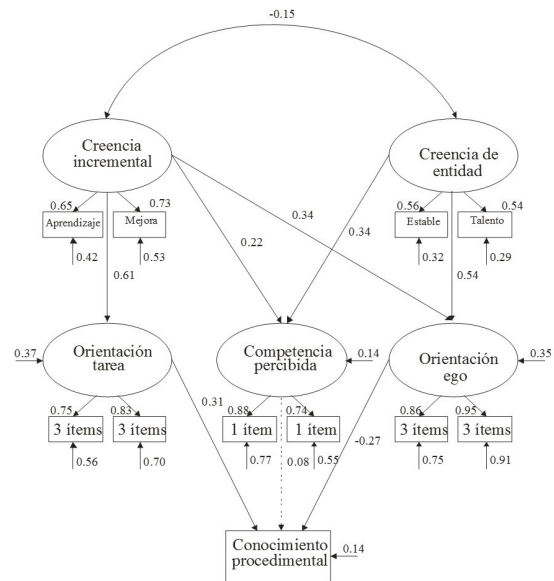 -0.15
Creencia
incremental
Creencia de
entidad
0.65
0.73
0.56
0.54
Aprendizaje
Mejora
Estable
Talento
0.42
0.53
0.32
0.29
0.34
0.22
0.34
0.61
0.54
0.37
Orientación
tarea
Competencia
percibida
0.14
Orientación
ego
0.35
0.75
0.83
0.31
0.88
0.74
0.86
0.95
3 ítems
3 ítems
1 ítem
1 ítem
3 ítems
3 ítems
-0.27
0.56
0.70
0.77
0.08
0.55
0.75
0.91
Conocimiento
procedimental
0.14